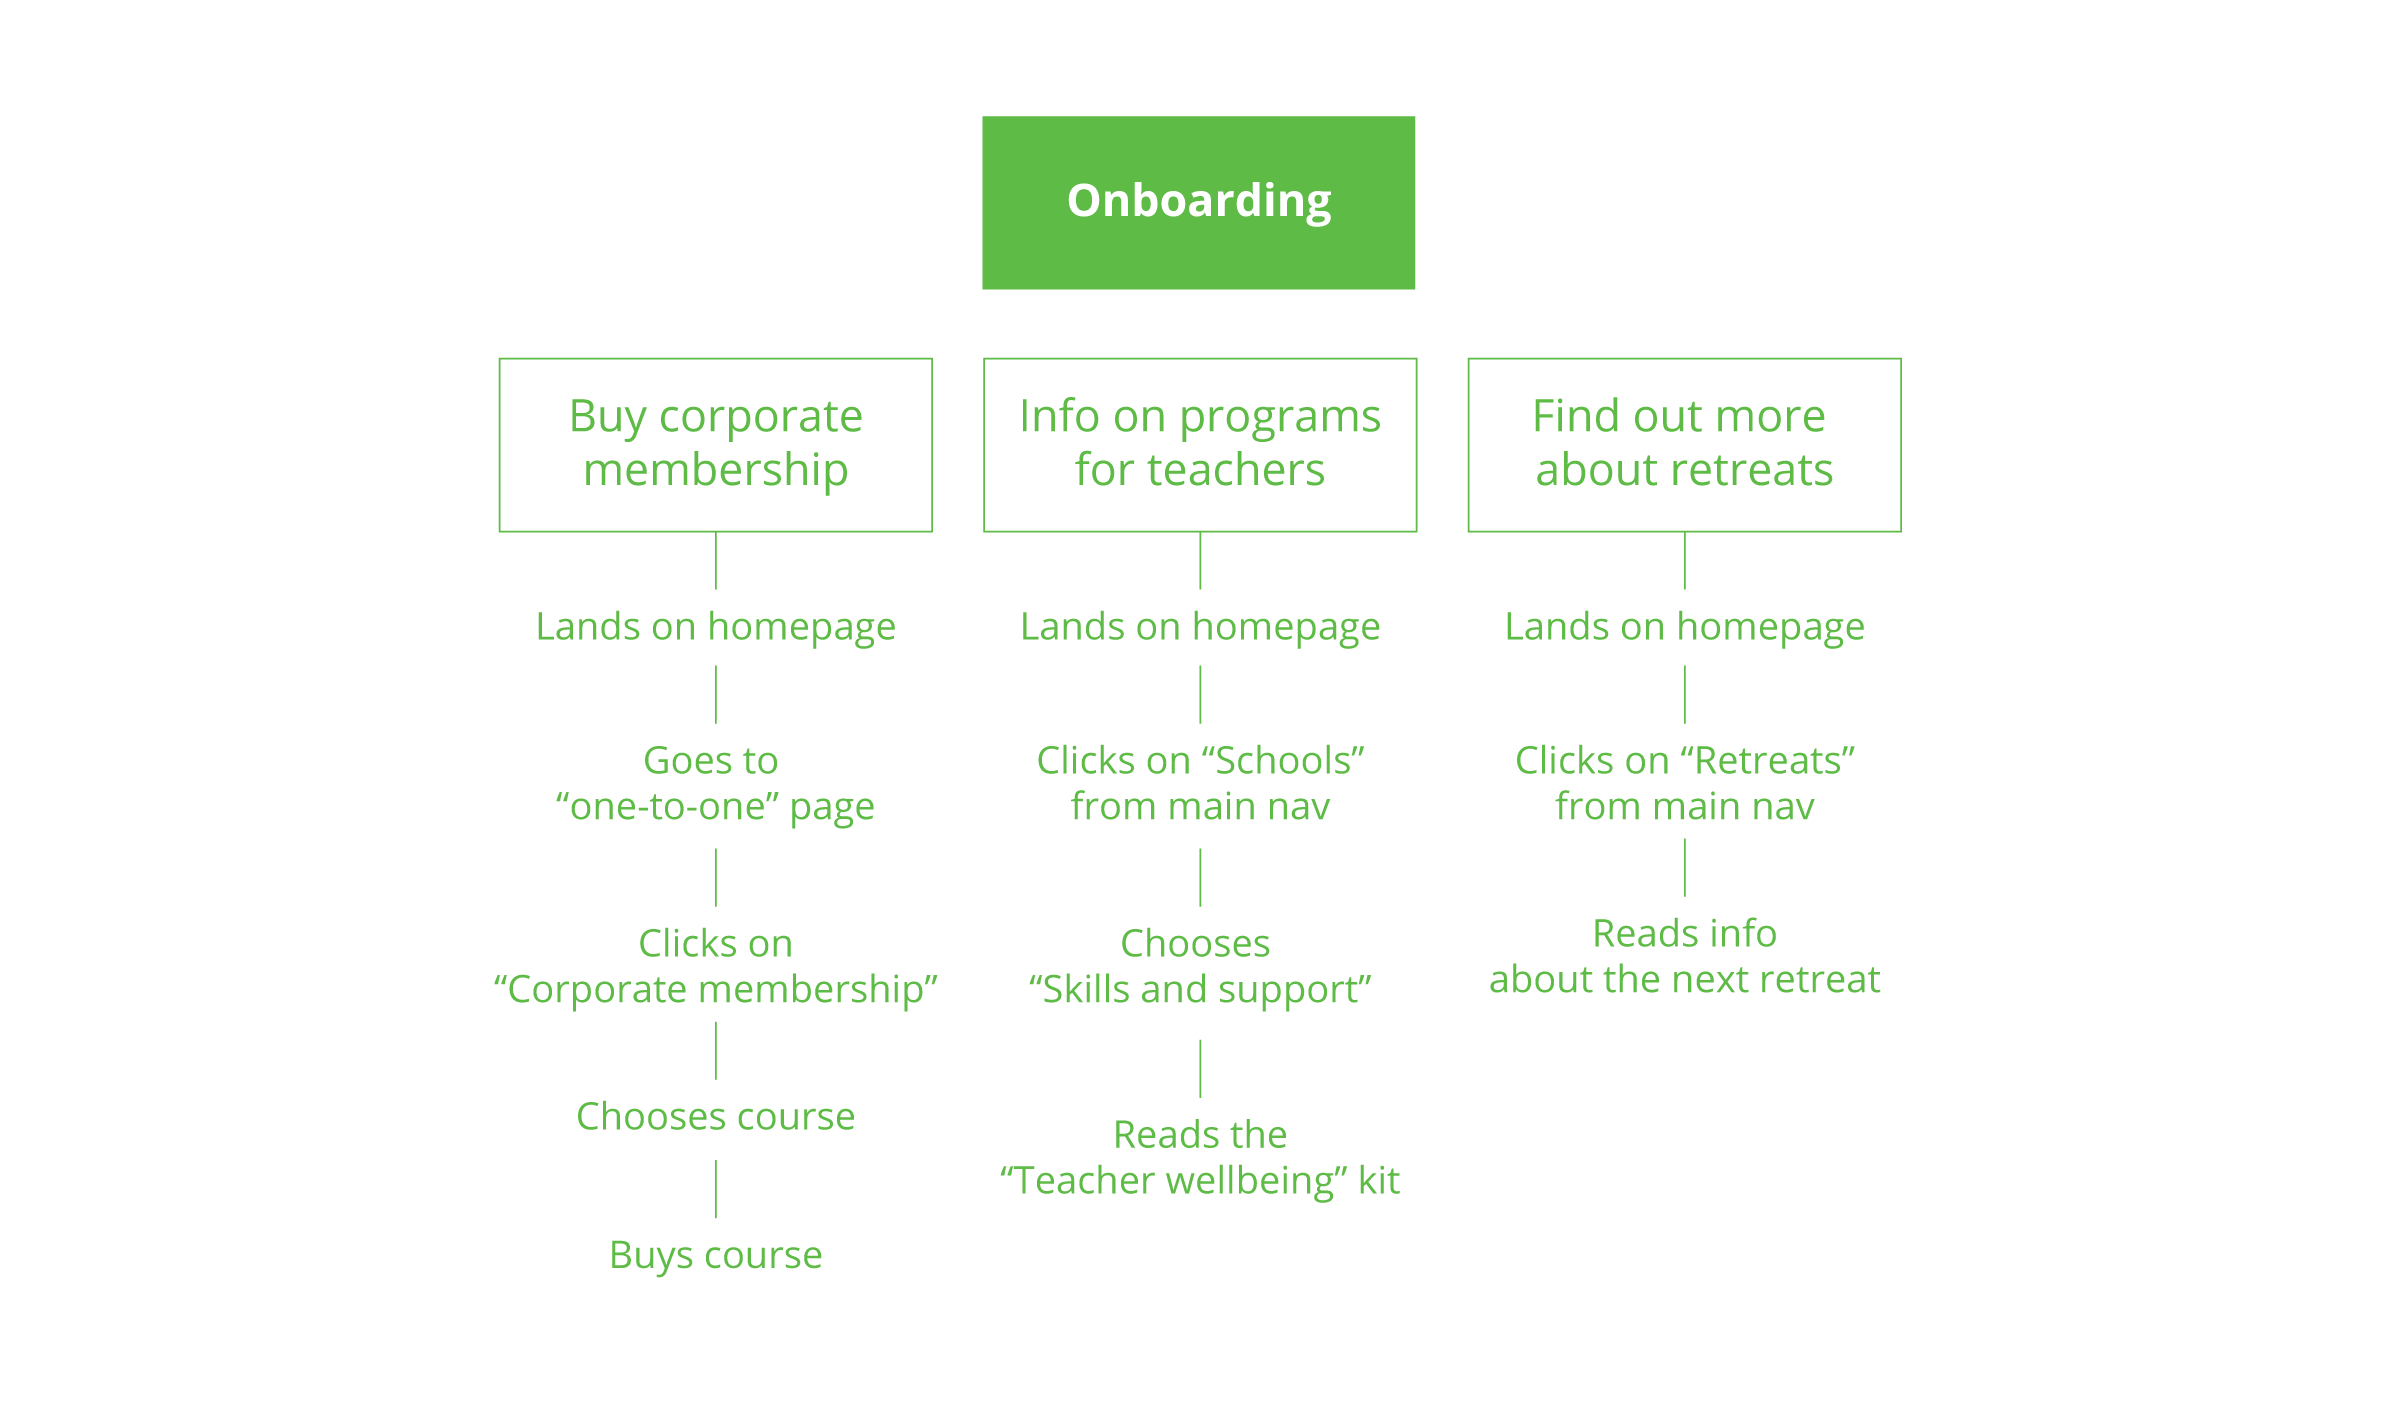 Onboarding
Buy corporate
membership
Lands on homepage
Goes to
“one-to-one” page
Clicks on
“Corporate membership”
Chooses course
Buys course
Info on programs
for teachers
Lands on homepage
Clicks on “Schools”
from main nav
Chooses
“Skills and support”
Reads the
“Teacher wellbeing” kit
Find out more
about retreats
Lands on homepage
Clicks on “Retreats”
from main nav
Reads info
about the next retreat